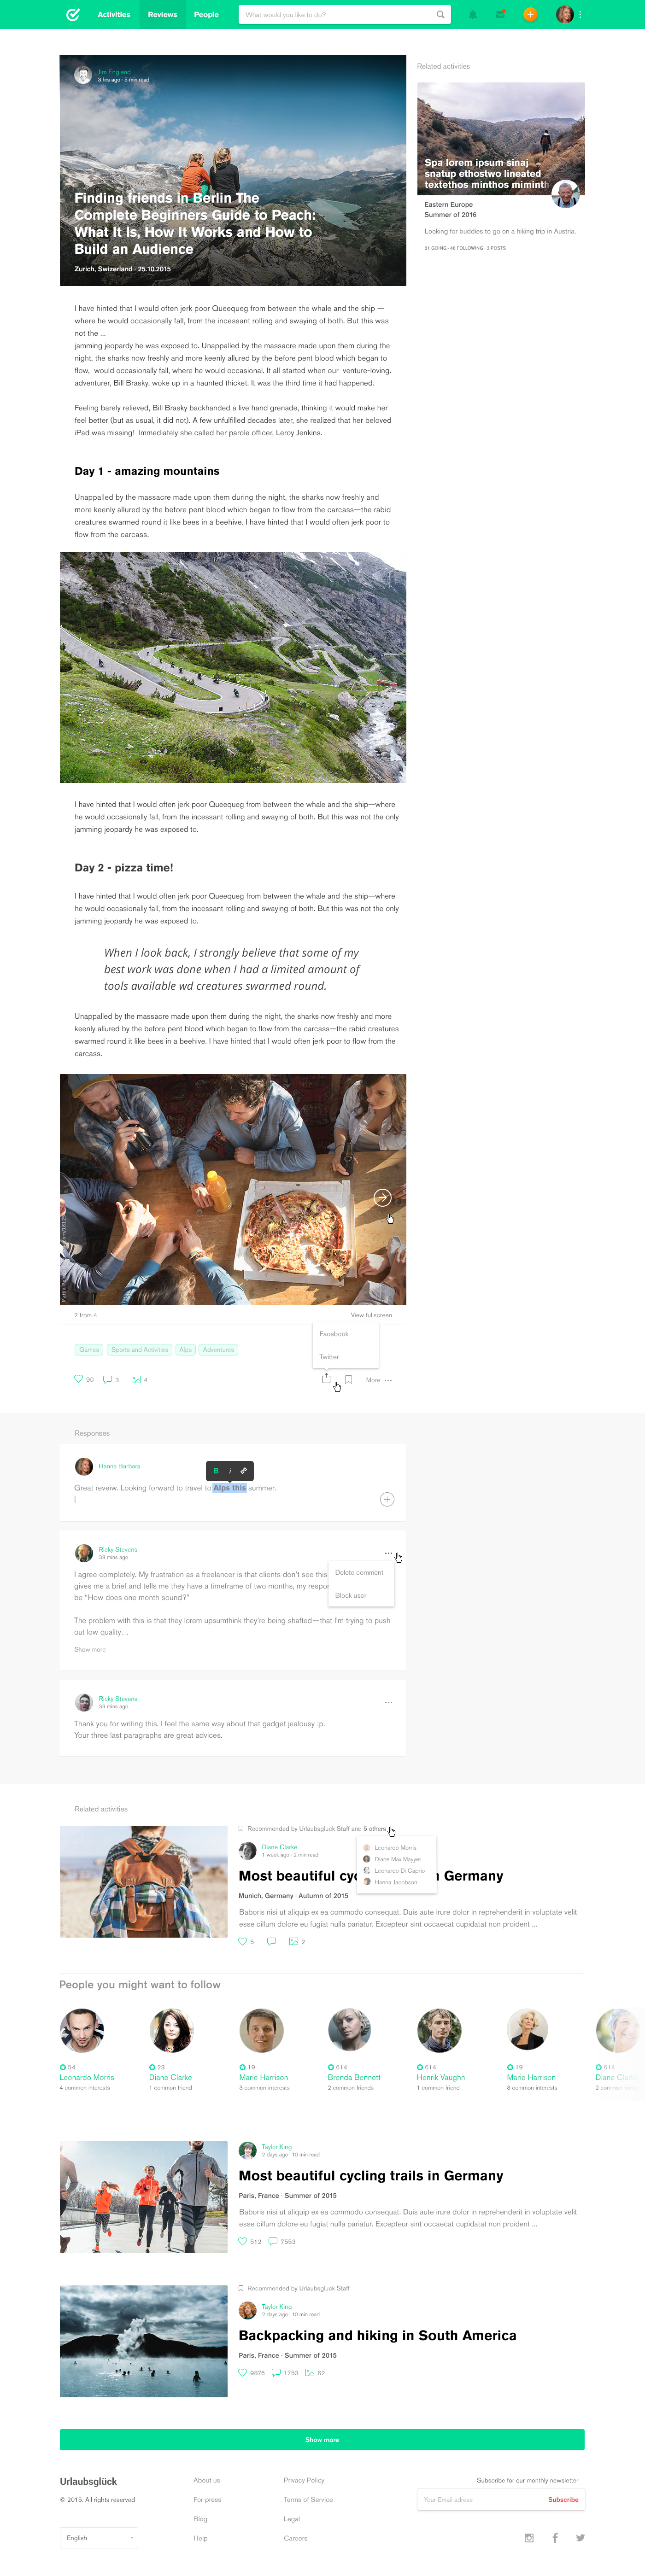 Activities
Reviews
People
What would you like to do?
Jim England
3 hrs ago · 5 min read
Finding friends in Berlin The
Complete Beginners Guide to Peach:
What It Is, How It Works and How to
Build an Audience
Zurich, Swizerland · 25.10.2015
Related activities
Spa lorem ipsum sinaj
snatup ethostwo lineated
textethos minthos mimint
Eastern Europe
Summer of 2016
Looking for buddies to go on a hiking trip in Austria.
31 GOING · 48 FOLLOWING · 3 POSTS
I have hinted that I would often jerk poor Queequeg from between the whale and the ship —
where he would occasionally fall, from the incessant rolling and swaying of both. But this was
not the ...
jamming jeopardy he was exposed to. Unappalled by the massacre made upon them during the
night, the sharks now freshly and more keenly allured by the before pent blood which began to
flow, would occasionally fall, where he would occasional. It all started when our venture-loving.
adventurer, Bill Brasky, woke up in a haunted thicket. It was the third time it had happened.
Feeling barely relieved, Bill Brasky backhanded a live hand grenade, thinking it would make her
feel better (but as usual, it did not). A few unfulfilled decades later, she realized that her beloved
iPad was missing! Immediately she called her parole officer, Leroy Jenkins.
Day 1 - amazing mountains
Unappalled by the massacre made upon them during the night, the sharks now freshly and
more keenly allured by the before pent blood which began to flow from the carcass—the rabid
creatures swarmed round it like bees in a beehive. I have hinted that I would often jerk poor to
flow from the carcass.
I have hinted that I would often jerk poor Queequeg from between the whale and the ship—where
he would occasionally fall, from the incessant rolling and swaying of both. But this was not the only
jamming jeopardy he was exposed to.
Day 2 - pizza time!
I have hinted that I would often jerk poor Queequeg from between the whale and the ship—where
he would occasionally fall, from the incessant rolling and swaying of both. But this was not the only
jamming jeopardy he was exposed to.
When I look back, I strongly believe that some of my
best work was done when I had a limited amount of
tools available wd creatures swarmed round.
Unappalled by the massacre made upon them during the night, the sharks now freshly and more
keenly allured by the before pent blood which began to flow from the carcass—the rabid creatures
swarmed round it like bees in a beehive. I have hinted that I would often jerk poor to flow from the
carcass.
2 from 4
View fullscreen
Facebook
Twitter
Games
Sports and Activities
Alps
Adventures
90
3
4
More
Responses
Hanna Barbara
B i
Great reveiw. Looking forward to travel to Alps this summer.
Ricky Stevens
39 mins ago
I agree completely. My frustration as a freelancer is that clients don't see this
gives me a brief and tells me they have a timeframe of two months, my respo
be "How does one month sound?"
Delete comment
Block user
The problem with this is that they lorem upsumthink they're being shafted—that I'm trying to push
out low quality...
Show more
Ricky Stevens
39 mins ago
Thank you for writing this. I feel the same way about that gadget jealousy :p.
Your three last paragraphs are great advices.
Related activities
Recommended by Urlaubsgluck Staff and 5 others
Diane Clarke
1 week ago · 2 min read
Leonardo Morris
Diane Max Mayyer
Leonardo Di Caprio
Hanna Jacobson
Most beautiful cyc
Germany
Munich, Germany · Autumn of 2015
Baboris nisi ut aliquip ex ea commodo consequat. Duis aute irure dolor in reprehenderit in voluptate velit
esse cillum dolore eu fugiat nulla pariatur. Excepteur sint occaecat cupidatat non proident ...
5
2
People you might want to follow
54
Leonardo Morris
4 common interests
23
Diane Clarke
1 common friend
19
Marie Harrison
3 common interests
614
Brenda Bennett
2 common friends
614
Henrik Vaughn
1 common friend
19
Marie Harrison
3 common interests
614
Diane Cla
2 common
Taylor King
2 days ago · 10 min read
Most beautiful cycling trails in Germany
Paris, France · Summer of 2015
Baboris nisi ut aliquip ex ea commodo consequat. Duis aute irure dolor in reprehenderit in voluptate velit
esse cillum dolore eu fugiat nulla pariatur. Excepteur sint occaecat cupidatat non proident ...
512
7553
Recommended by Urlaubsgluck Staff
Taylor King
2 days ago · 10 min read
Backpacking and hiking in South America
Paris, France · Summer of 2015
9876
1753
62
Show more
Urlaubsglück
© 2015. All rights reserved
English
About us
For press
Blog
Help
Privacy Policy
Terms of Service
Legal
Careers
Subscribe for our monthly newsletter
Your Email adress
Subscribe